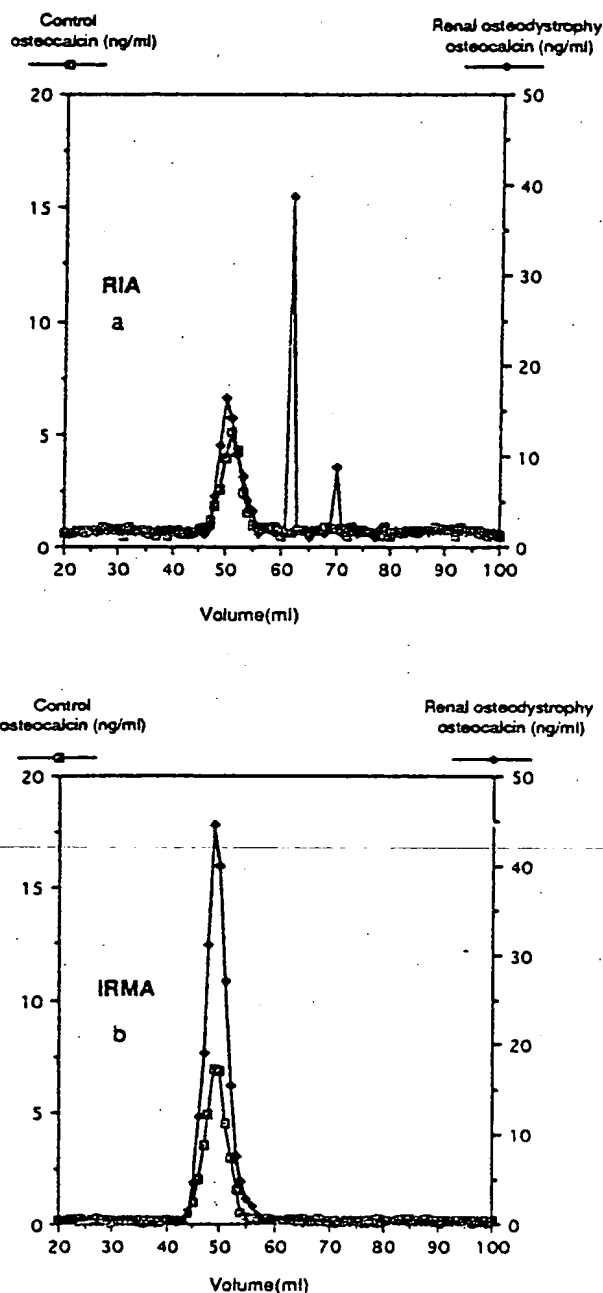 Control
osteocalcin (ng/ml)
Renal osteodystrophy
osteocalcin (ng/ml)
20
15
10
5
0
50
40
30
20
10
0
RIA
a
20 30 40 50 60 70 80 90 100
Volume(ml)
Control
osteocalcin (ng/ml)
Renal osteodystrophy
osteocalcin (ng/ml)
20
15
10
5
0
50
40
30
20
10
0
IRMA
b
20 30 40 50 60 70 80 90 100
Volume(ml)